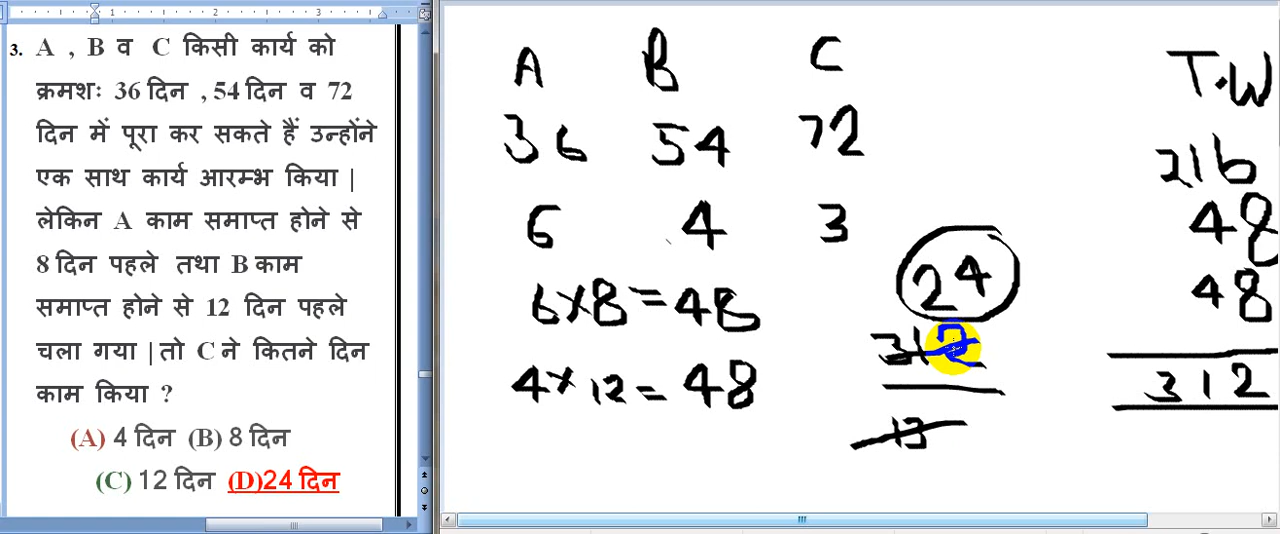 3. A , B व C किसी कार्य को
क्रमशः 36 दिन , 54 दिन व 72
दिन में पूरा कर सकते हैं उन्होंने
एक साथ कार्य आरम्भ किया |
लेकिन A काम समाप्त होने से
8 दिन पहले तथा B काम
समाप्त होने से 12 दिन पहले
चला गया | तो C ने कितने दिन
काम किया ?
(A) 4 दिन (B) 8 दिन
(C) 12 दिन (D)24 दिन
A B C T.W
36 54 72 216
6 4 3 48
6×8=48 24 48
312 312
4×12=48
13